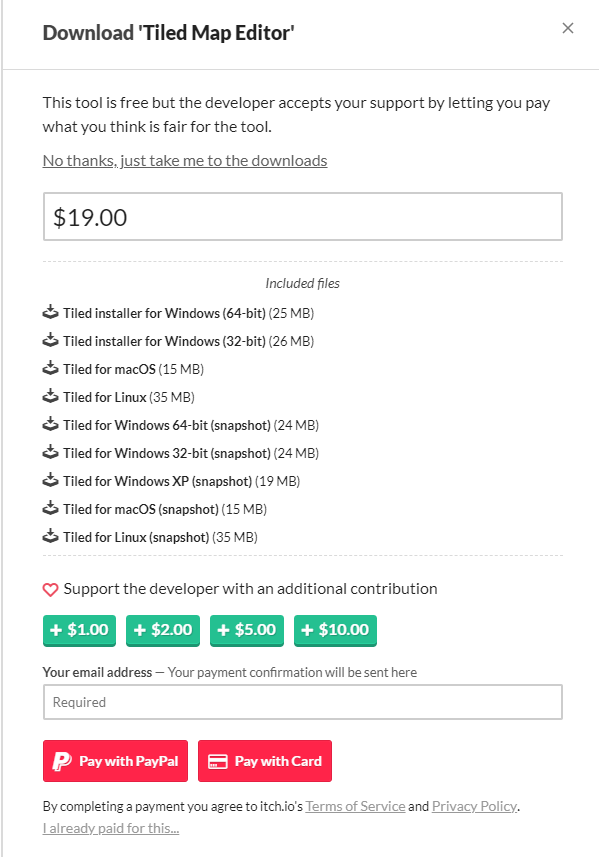 Download 'Tiled Map Editor'
This tool is free but the developer accepts your support by letting you pay
what you think is fair for the tool.
No thanks, just take me to the downloads
$19.00
Included files
Tiled installer for Windows (64-bit) (25 MB)
Tiled installer for Windows (32-bit) (26 MB)
Tiled for macOS (15 MB)
Tiled for Linux (35 MB)
Tiled for Windows 64-bit (snapshot) (24 MB)
Tiled for Windows 32-bit (snapshot) (24 MB)
Tiled for Windows XP (snapshot) (19 MB)
Tiled for macOS (snapshot) (15 MB)
Tiled for Linux (snapshot) (35 MB)
Support the developer with an additional contribution
+ $1.00 + $2.00 + $5.00 + $10.00
Your email address — Your payment confirmation will be sent here
Required
Pay with PayPal Pay with Card
By completing a payment you agree to itch.io's Terms of Service and Privacy Policy.
I already paid for this...